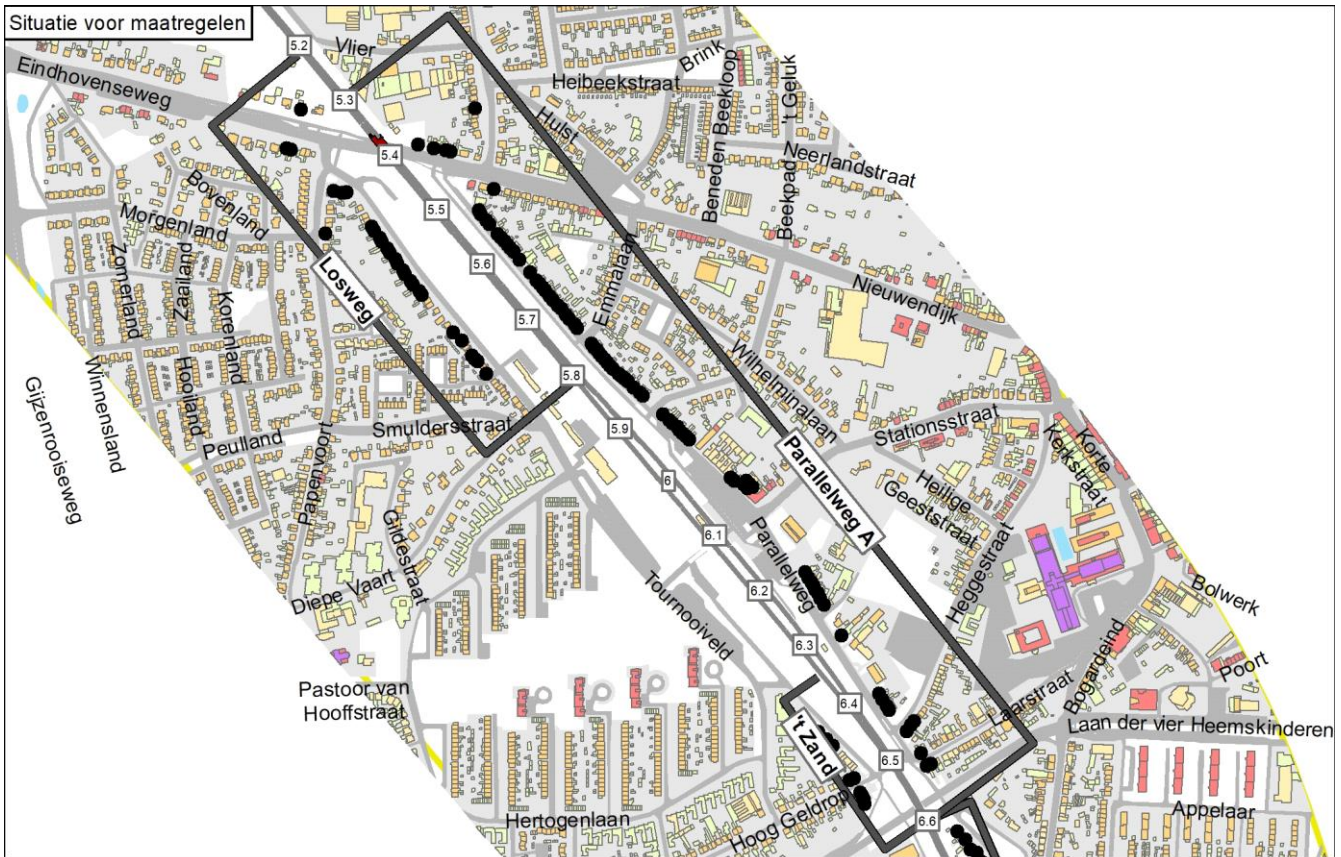 Situatie voor maatregelen
5.2
Vlier
Brink
Eindhovenseweg
5.3
Heibeekstraat
Beneden Beekloop
't Geluk
Hulst
5.4
Neerlandstraat
Bovenland
5.5
Beekpad
Morgenland
Zomerland
Zaailand
Losweg
5.6
Emmalaan
Korenland
Nieuwendijk
5.7
Winnensland
Hooiland
5.8
Wilhelminalaan
Gijzenrooiseweg
Peulland
Smuldersstraat
5.9
Stationsstraat
Papenvoort
Korte
Kerkstraat
6
Parallelweg A
Heilige
Geeststraat
Gildestraat
6.1
Parallelweg
Heggestraat
Diepe Vaart
6.2
Bolwerk
Tournooiveld
6.3
Bogardeind
Poort
Pastoor van
Hooffstraat
6.4
Laarstraat
Laan der vier Heemskinderen
't Zand
6.5
Hertogenlaan
Hoog Geldrop
6.6
Appelaar